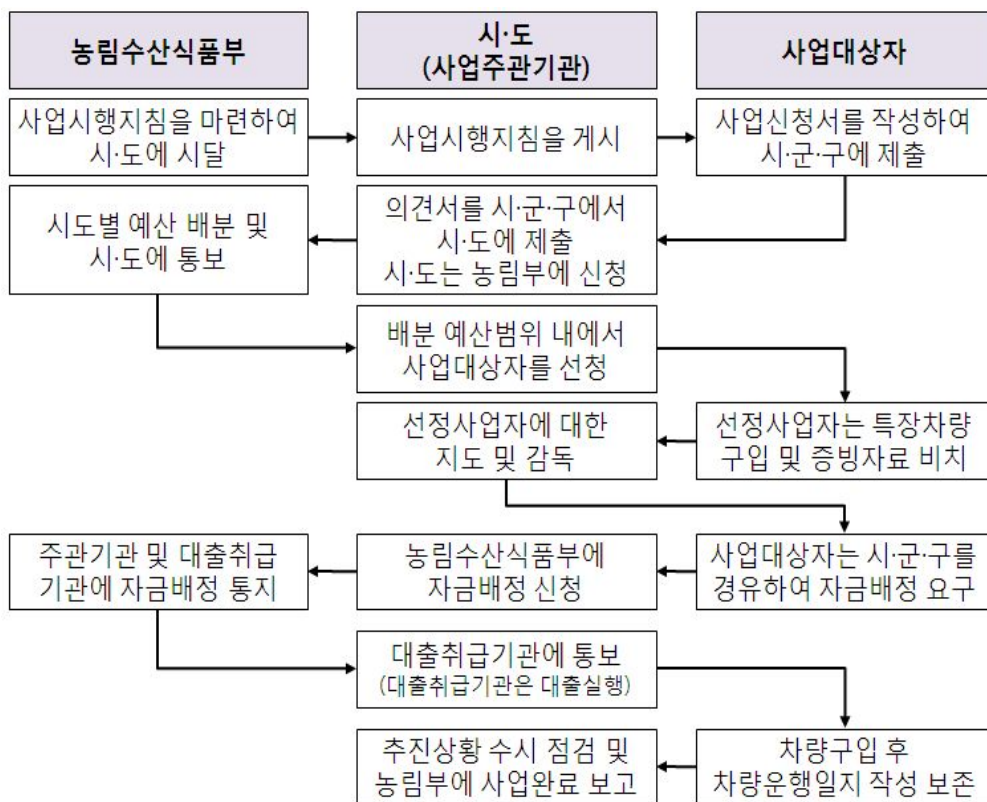 농림수산식품부
시·도
(사업주관기관)
사업대상자
사업시행지침을 마련하여
시·도에 시달
사업시행지침을 게시
사업신청서를 작성하여
시·군·구에 제출
시도별 예산 배분 및
시·도에 통보
의견서를 시·군·구에서
시·도에 제출
시·도는 농림부에 신청
배분 예산범위 내에서
사업대상자를 선청
선정사업자에 대한
지도 및 감독
선정사업자는 특장차량
구입 및 증빙자료 비치
주관기관 및 대출취급
기관에 자금배정 통지
농림수산식품부에
자금배정 신청
사업대상자는 시·군·구를
경유하여 자금배정 요구
대출취급기관에 통보
(대출취급기관은 대출실행)
추진상황 수시 점검 및
농림부에 사업완료 보고
차량구입 후
차량운행일지 작성 보존